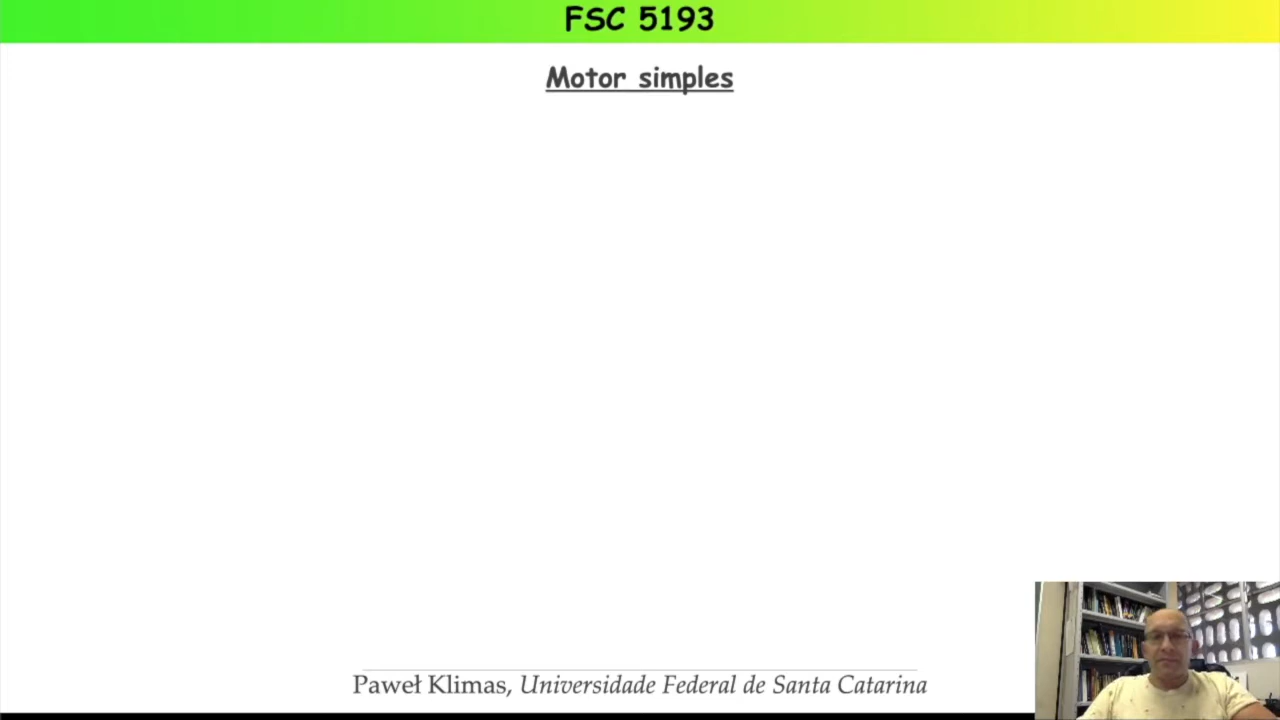 FSC 5193
Motor simples
Paweł Klimas, Universidade Federal de Santa Catarina